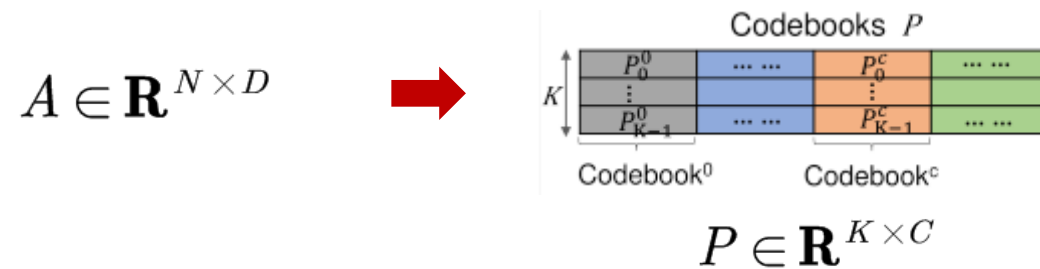 Codebooks P
A ∈ R^{N×D}
K
P_0^0 ... ... P_0^c ... ...
⋮ ⋮
P_{K-1}^0 ... ... P_{K-1}^c ... ...
Codebook^0 Codebook^c
P ∈ R^{K×C}